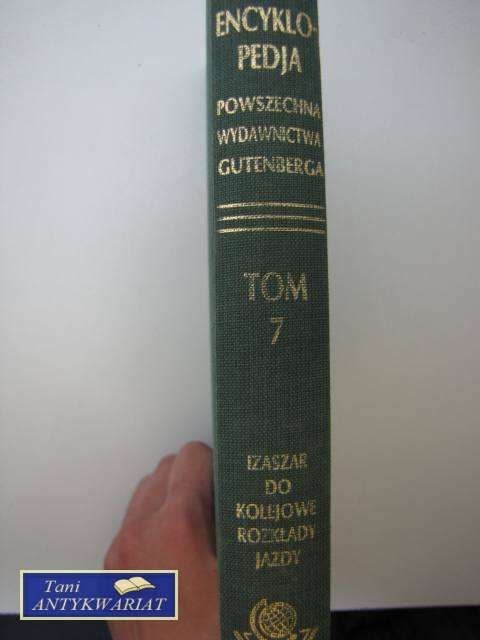 ENCYKLO-
PEDJA
POWSZECHNA
WYDAWNICTWA
GUTENBERGA
TOM
7
IZASZAR
DO
KOLEJOWE
ROZKŁADY
JAZDY
Tani
ANTYKWARIAT